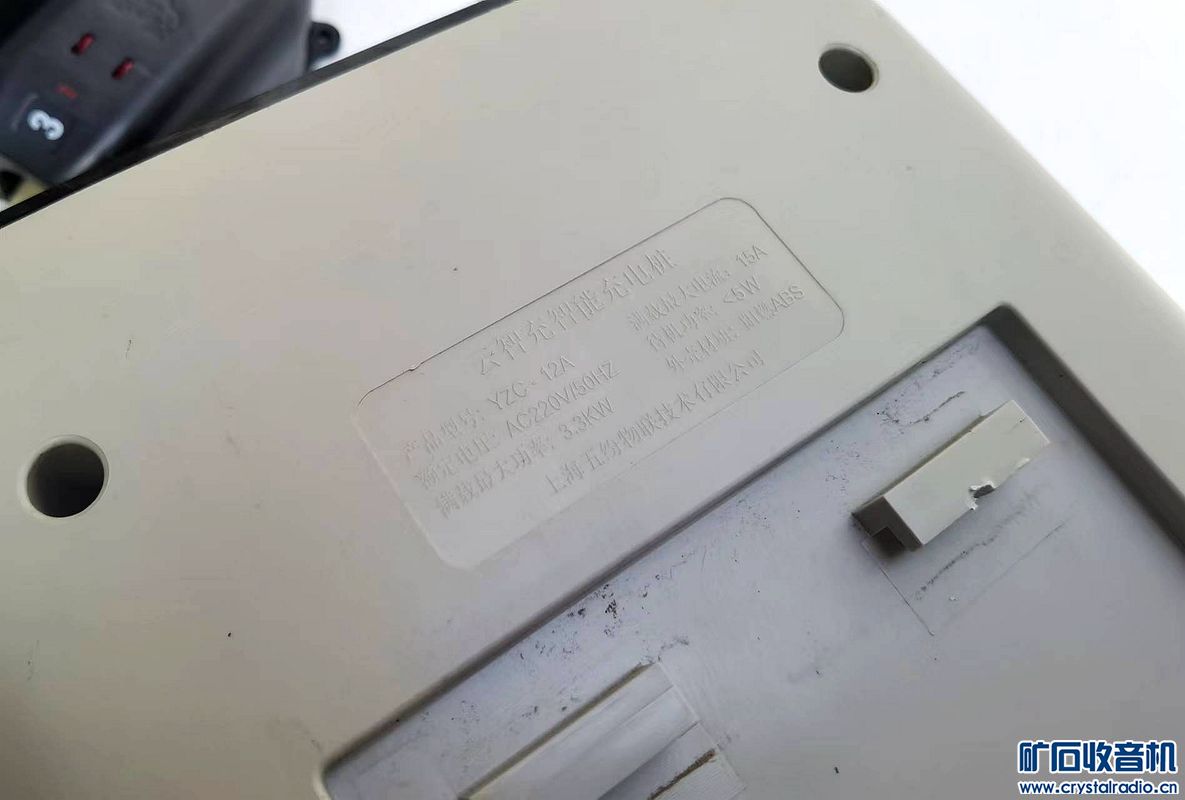 3
云智充智能充电桩
产品型号: YZC - 12A
满载最大电流: 15A
额定电压: AC220V/50HZ
待机功率: <5W
满载最大功率: 3.3KW
外壳材质: 阻燃ABS
上海五纷物联技术有限公司
矿石收音机
www.crystalradio.cn